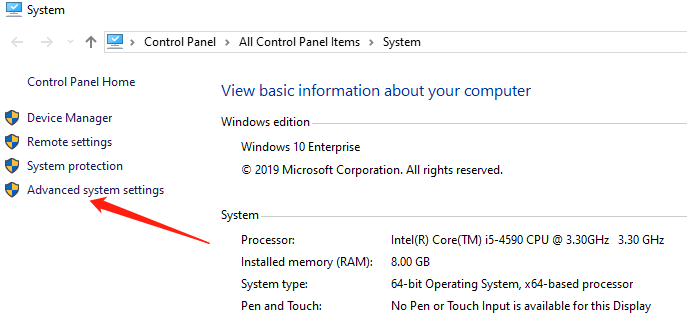 System
Control Panel > All Control Panel Items > System
Control Panel Home
Device Manager
Remote settings
System protection
Advanced system settings
View basic information about your computer
Windows edition
Windows 10 Enterprise
© 2019 Microsoft Corporation. All rights reserved.
System
Processor: Intel(R) Core(TM) i5-4590 CPU @ 3.30GHz 3.30 GHz
Installed memory (RAM): 8.00 GB
System type: 64-bit Operating System, x64-based processor
Pen and Touch: No Pen or Touch Input is available for this Display